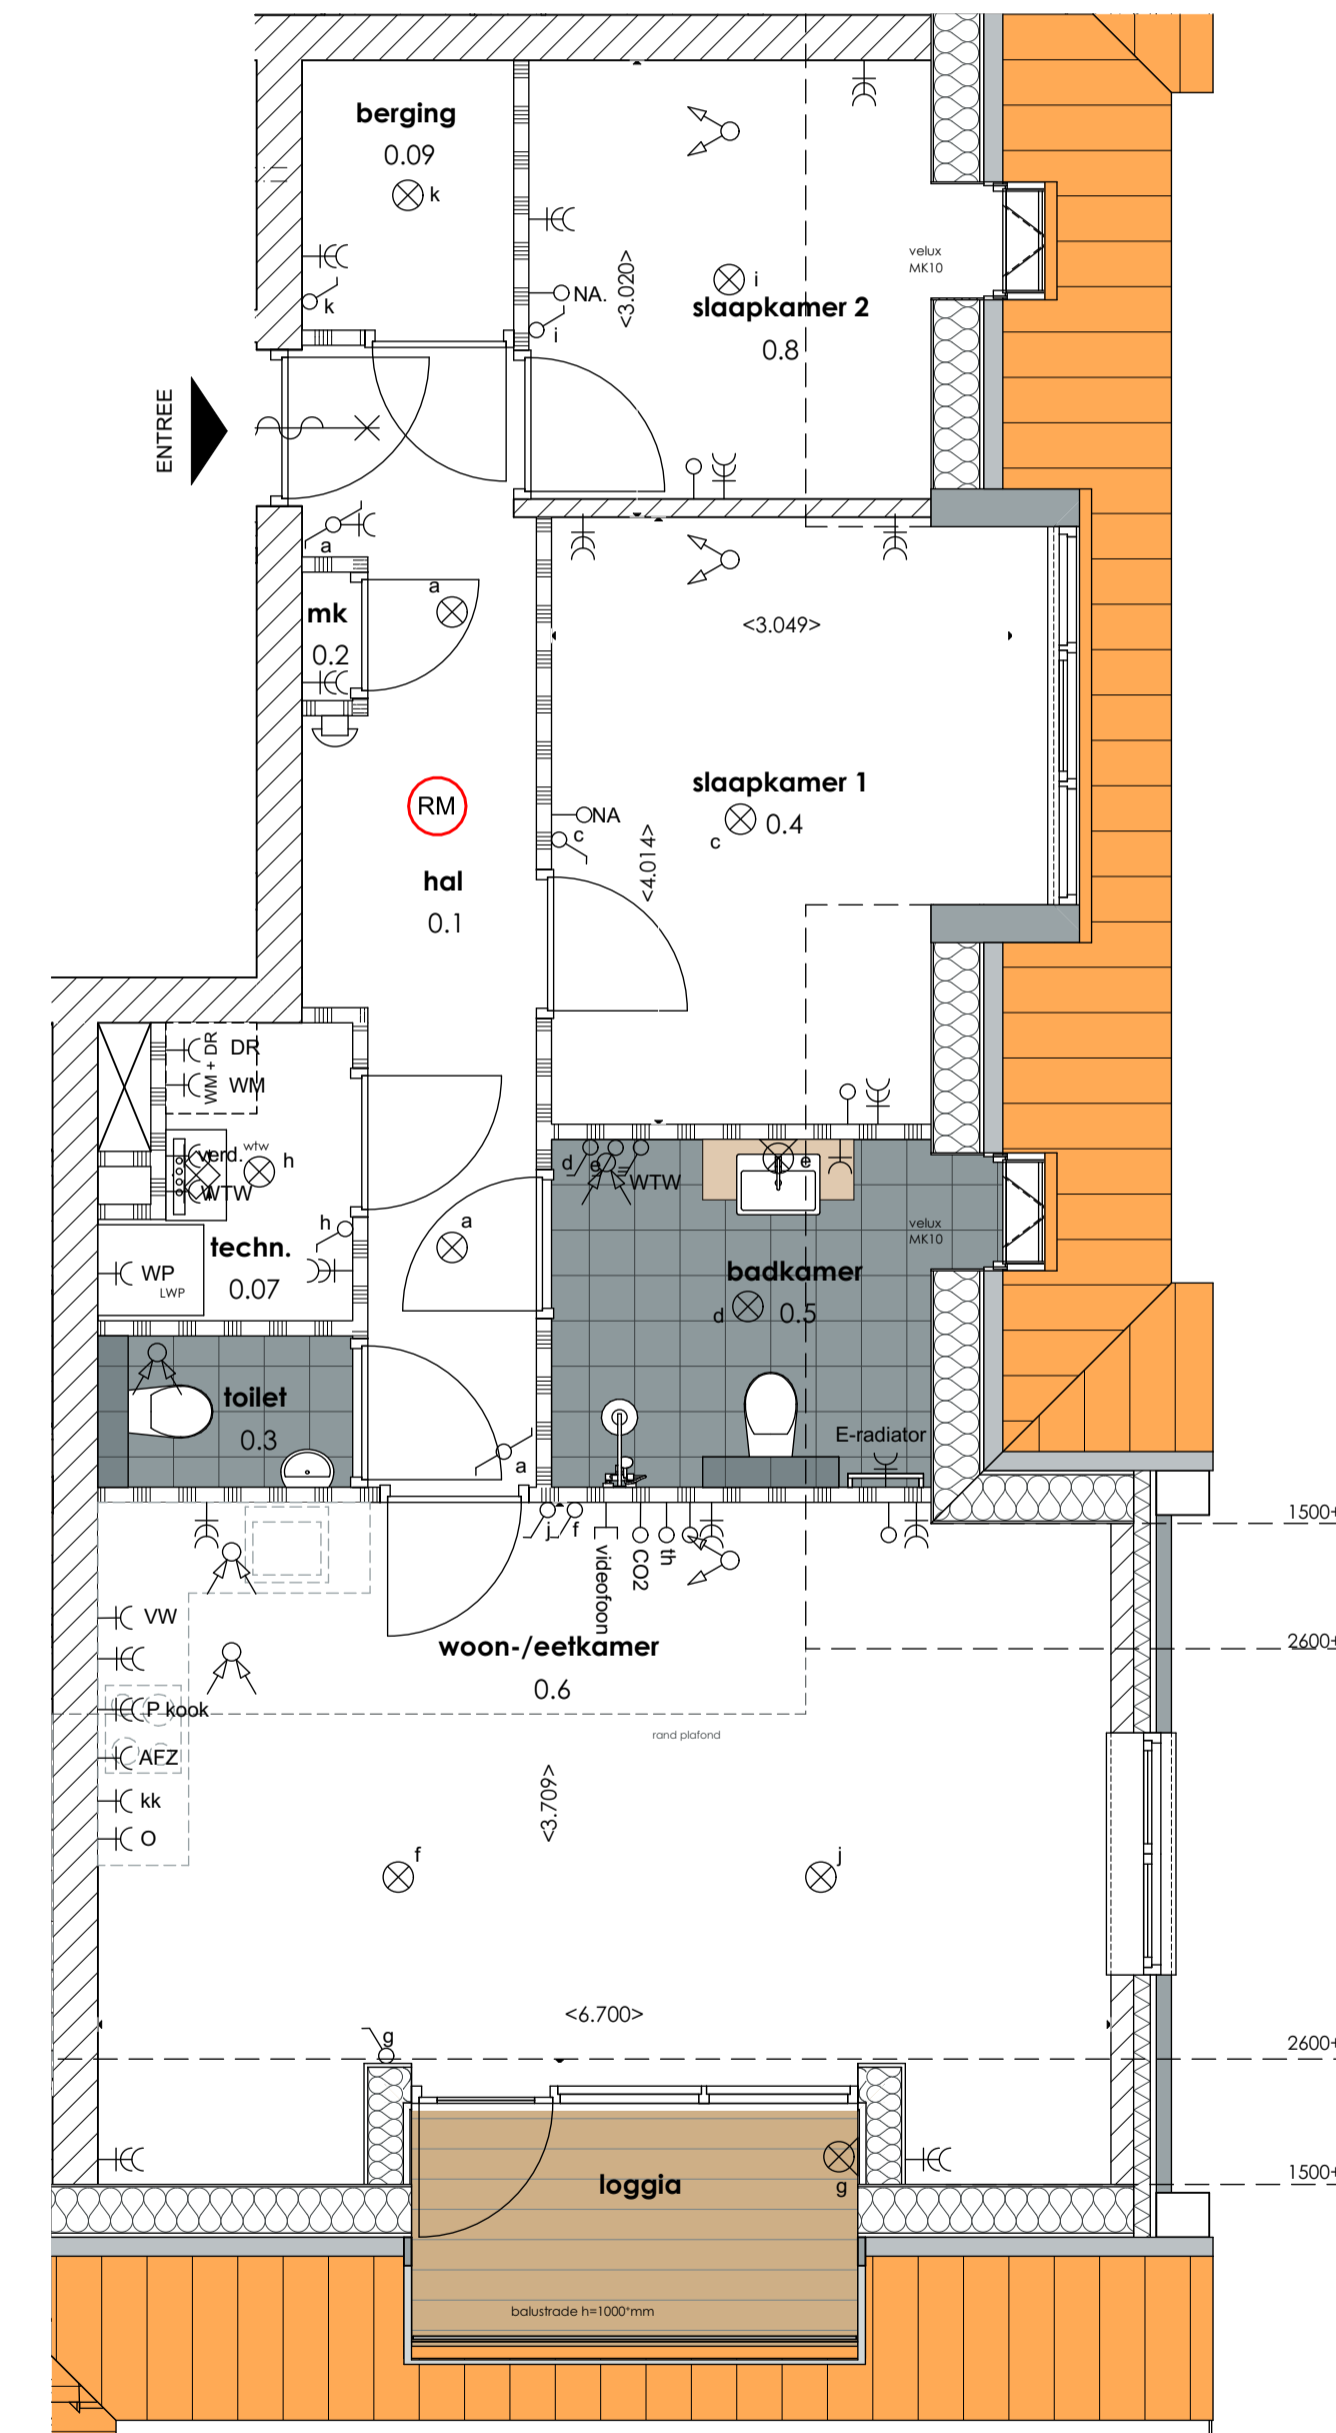 berging
0.09
k
k
NA.
i
<3.020>
i
slaapkamer 2
0.8
velux
MK10
ENTREE
a
mk
0.2
a
<3.049>
RM
hal
0.1
slaapkamer 1
0.4
c
NA
c
<4.014>
DR
WM
WM + DR
verd.
wtw
h
WTW
h
techn.
0.07
WP
LWP
a
d
e
WTW
e
velux
MK10
badkamer
d
0.5
toilet
0.3
a
E-radiator
j
f
videofoon
CO2
th
1500+
VW
woon-/eetkamer
0.6
2600+
P kook
rand plafond
AFZ
kk
O
<3.709>
f
j
<6.700>
g
2600+
loggia
g
1500+
balustrade h=1000*mm